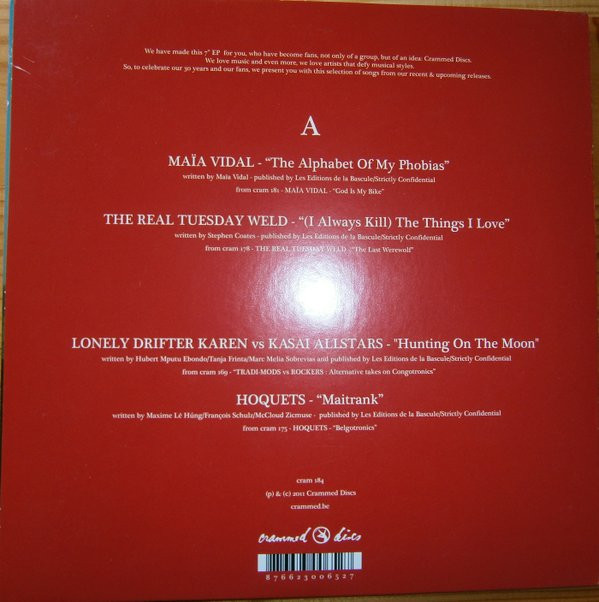 We have made this 7" EP for you, who have become fans, not only of a group, but of an idea: Crammed Discs.
We love music and even more, we love artists that defy musical styles.
So, to celebrate our 30 years and our fans, we present you with this selection of songs from our recent & upcoming releases.
A
MAÏA VIDAL - “The Alphabet Of My Phobias”
written by Maïa Vidal - published by Les Editions de la Bascule/Strictly Confidential
from cram 181 - MAÏA VIDAL - “God Is My Bike”
THE REAL TUESDAY WELD - “(I Always Kill) The Things I Love”
written by Stephen Coates - published by Les Editions de la Bascule/Strictly Confidential
from cram 178 - THE REAL TUESDAY WELD - “The Last Werewolf”
LONELY DRIFTER KAREN vs KASAI ALLSTARS - "Hunting On The Moon"
written by Hubert Mputu Ebondo/Tanja Frinta/Marc Melia Sobrevias and published by Les Editions de la Bascule/Strictly Confidential
from cram 169 - “TRADI-MODS vs ROCKERS : Alternative takes on Congotronics”
HOQUETS - “Maitrank”
written by Maxime Lê Hùng/François Schulz/McCloud Zicmuse - published by Les Editions de la Bascule/Strictly Confidential
from cram 175 - HOQUETS - “Belgotronics”
cram 184
(p) & (c) 2011 Crammed Discs
crammed.be
crammed discs
876623006527